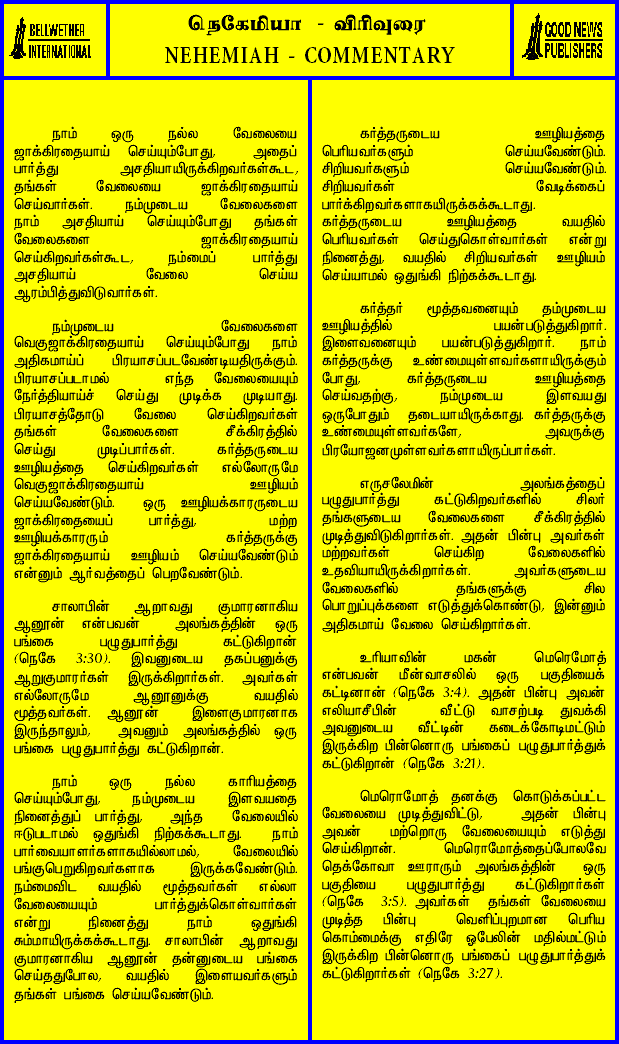 BELLWETHER
INTERNATIONAL
நெகேமியா - விரிவுரை
NEHEMIAH - COMMENTARY
GOOD NEWS
PUBLISHERS
நாம் ஒரு நல்ல வேலையை
ஜாக்கிரதையாய் செய்யும்போது, அதைப்
பார்த்து அசதியாயிருக்கிறவர்கள்கூட,
தங்கள் வேலையை ஜாக்கிரதையாய்
செய்வார்கள். நம்முடைய வேலைகளை
நாம் அசதியாய் செய்யும்போது தங்கள்
வேலைகளை ஜாக்கிரதையாய்
செய்கிறவர்கள்கூட, நம்மைப் பார்த்து
அசதியாய் வேலை செய்ய
ஆரம்பித்துவிடுவார்கள்.
நம்முடைய வேலைகளை
வெகுஜாக்கிரதையாய் செய்யும்போது நாம்
அதிகமாய்ப் பிரயாசப்படவேண்டியதிருக்கும்.
பிரயாசப்படாமல் எந்த வேலையையும்
நேர்த்தியாய்ச் செய்து முடிக்க முடியாது.
பிரயாசத்தோடு வேலை செய்கிறவர்கள்
தங்கள் வேலைகளை சீக்கிரத்தில்
செய்து முடிப்பார்கள். கர்த்தருடைய
ஊழியத்தை செய்கிறவர்கள் எல்லோருமே
வெகுஜாக்கிரதையாய் ஊழியம்
செய்யவேண்டும். ஒரு ஊழியக்காரருடைய
ஜாக்கிரதையைப் பார்த்து, மற்ற
ஊழியக்காரரும் கர்த்தருக்கு
ஜாக்கிரதையாய் ஊழியம் செய்யவேண்டும்
என்னும் ஆர்வத்தைப் பெறவேண்டும்.
சாலாபின் ஆறாவது குமாரனாகிய
ஆனூன் என்பவன் அலங்கத்தின் ஒரு
பங்கை பழுதுபார்த்து கட்டுகிறான்
(நெகே 3:30). இவனுடைய தகப்பனுக்கு
ஆறுகுமாரர்கள் இருக்கிறார்கள். அவர்கள்
எல்லோருமே ஆனூனுக்கு வயதில்
மூத்தவர்கள். ஆனூன் இளைகுமாரனாக
இருந்தாலும், அவனும் அலங்கத்தில் ஒரு
பங்கை பழுதுபார்த்து கட்டுகிறான்.
நாம் ஒரு நல்ல காரியத்தை
செய்யும்போது, நம்முடைய இளவயதை
நினைத்துப் பார்த்து, அந்த வேலையில்
ஈடுபடாமல் ஒதுங்கி நிற்கக்கூடாது. நாம்
பார்வையாளர்களாகயில்லாமல், வேலையில்
பங்குபெறுகிறவர்களாக இருக்கவேண்டும்.
நம்மைவிட வயதில் மூத்தவர்கள் எல்லா
வேலையையும் பார்த்துக்கொள்வார்கள்
என்று நினைத்து நாம் ஒதுங்கி
சும்மாயிருக்கக்கூடாது. சாலாபின் ஆறாவது
குமாரனாகிய ஆனூன் தன்னுடைய பங்கை
செய்ததுபோல, வயதில் இளையவர்களும்
தங்கள் பங்கை செய்யவேண்டும்.
கர்த்தருடைய ஊழியத்தை
பெரியவர்களும் செய்யவேண்டும்.
சிறியவர்களும் செய்யவேண்டும்.
சிறியவர்கள் வேடிக்கைப்
பார்க்கிறவர்களாகயிருக்கக்கூடாது.
கர்த்தருடைய ஊழியத்தை வயதில்
பெரியவர்கள் செய்துகொள்வார்கள் என்று
நினைத்து, வயதில் சிறியவர்கள் ஊழியம்
செய்யாமல் ஒதுங்கி நிற்கக்கூடாது.
கர்த்தர் மூத்தவனையும் தம்முடைய
ஊழியத்தில் பயன்படுத்துகிறார்.
இளைவனையும் பயன்படுத்துகிறார். நாம்
கர்த்தருக்கு உண்மையுள்ளவர்களாயிருக்கும்
போது, கர்த்தருடைய ஊழியத்தை
செய்வதற்கு, நம்முடைய இளவயது
ஒருபோதும் தடையாயிருக்காது. கர்த்தருக்கு
உண்மையுள்ளவர்களே, அவருக்கு
பிரயோஜனமுள்ளவர்களாயிருப்பார்கள்.
எருசலேமின் அலங்கத்தைப்
பழுதுபார்த்து கட்டுகிறவர்களில் சிலர்
தங்களுடைய வேலைகளை சீக்கிரத்தில்
முடித்துவிடுகிறார்கள். அதன் பின்பு அவர்கள்
மற்றவர்கள் செய்கிற வேலைகளில்
உதவியாயிருக்கிறார்கள். அவர்களுடைய
வேலைகளில் தங்களுக்கு சில
பொறுப்புக்களை எடுத்துக்கொண்டு, இன்னும்
அதிகமாய் வேலை செய்கிறார்கள்.
உரியாவின் மகன் மெரெமோத்
என்பவன் மீன்வாசலில் ஒரு பகுதியைக்
கட்டினான் (நெகே 3:4). அதன் பின்பு அவன்
எலியாசீபின் வீட்டு வாசற்படி துவக்கி
அவனுடைய வீட்டின் கடைக்கோடிமட்டும்
இருக்கிற பின்னொரு பங்கைப் பழுதுபார்த்துக்
கட்டுகிறான் (நெகே 3:21).
மெரொமோத் தனக்கு கொடுக்கப்பட்ட
வேலையை முடித்துவிட்டு, அதன் பின்பு
அவன் மற்றொரு வேலையையும் எடுத்து
செய்கிறான். மெரொமோத்தைப்போலவே
தெக்கோவா ஊராரும் அலங்கத்தின் ஒரு
பகுதியை பழுதுபார்த்து கட்டுகிறார்கள்
(நெகே 3:5). அவர்கள் தங்கள் வேலையை
முடித்த பின்பு வெளிப்புறமான பெரிய
கொம்மைக்கு எதிரே ஒபேலின் மதில்மட்டும்
இருக்கிற பின்னொரு பங்கைப் பழுதுபார்த்துக்
கட்டுகிறார்கள் (நெகே 3:27).